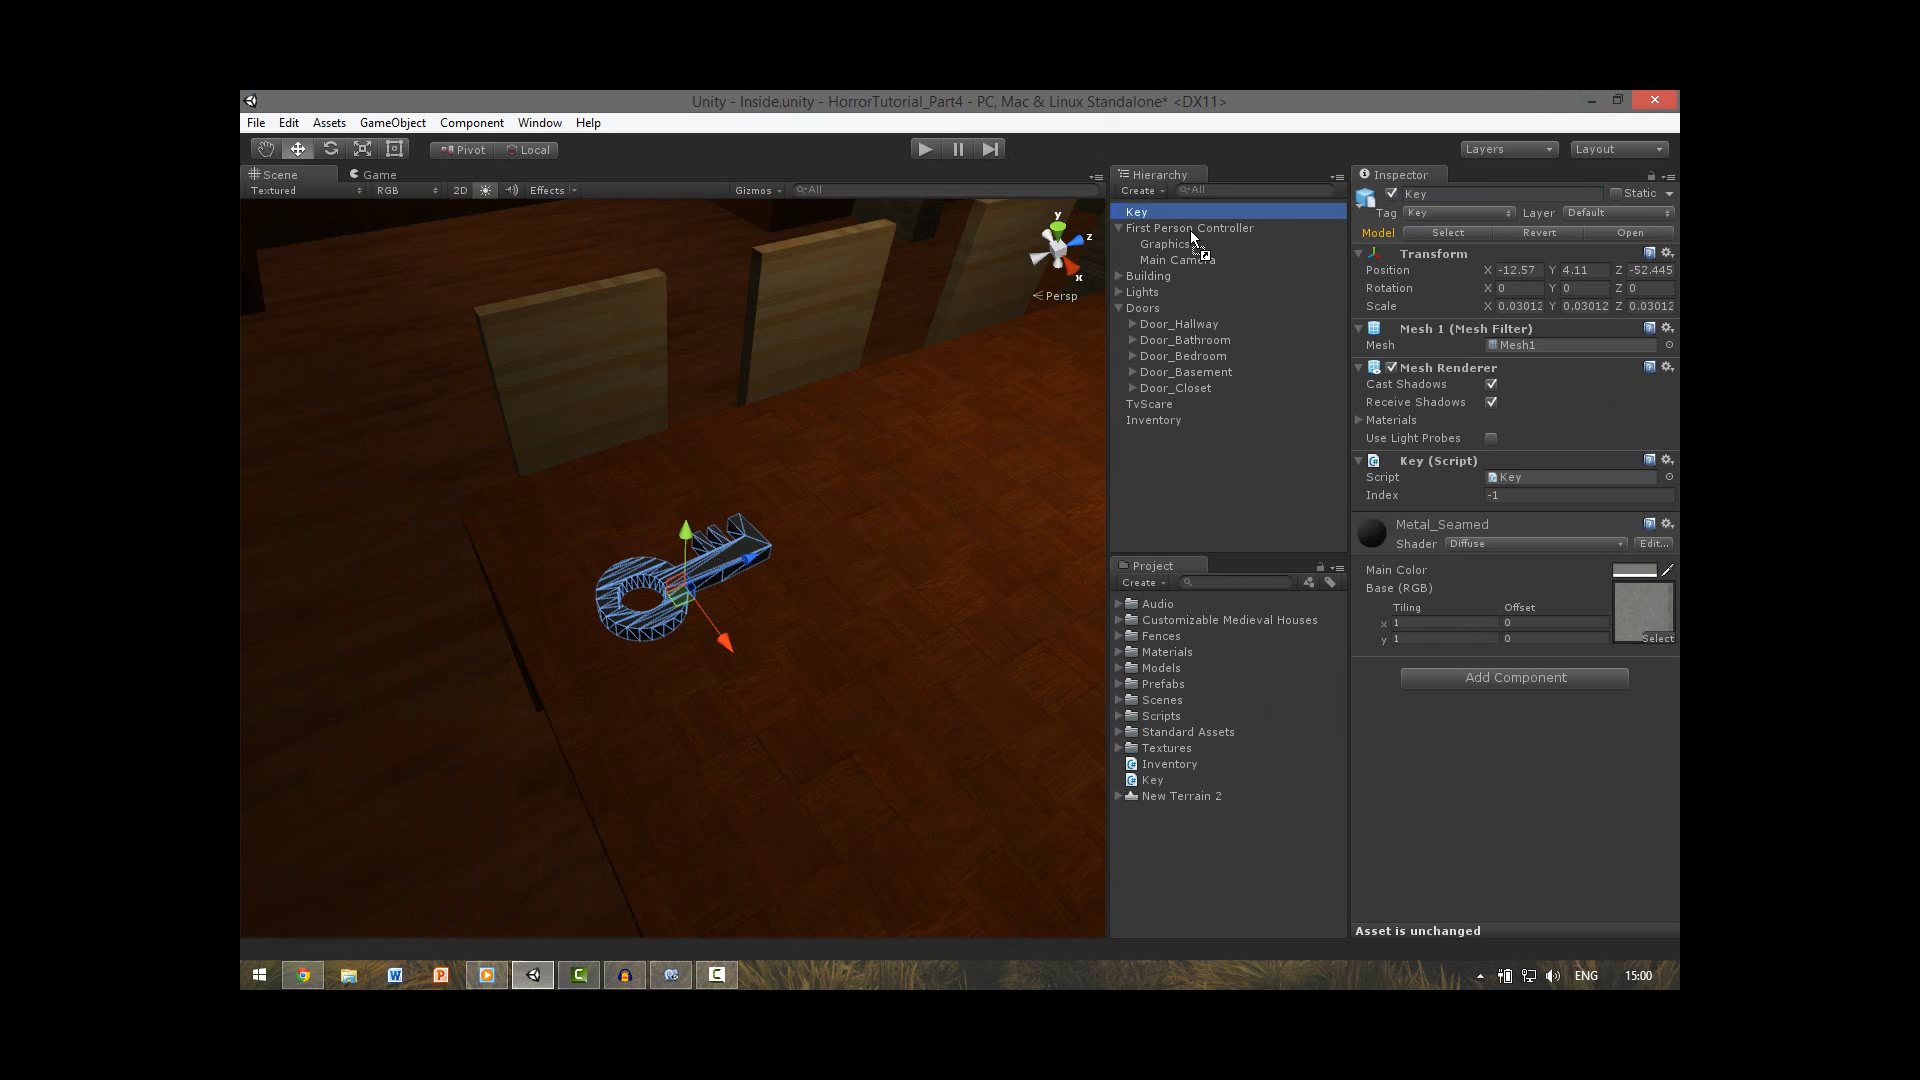 Unity - Inside.unity - HorrorTutorial_Part4 - PC, Mac & Linux Standalone* <DX11>
File Edit Assets GameObject Component Window Help
Pivot Local Layers Layout
Scene Game
Textured RGB 2D Effects Gizmos All
y
z
x
Persp
Hierarchy
Create All
Key
First Person Controller
Graphics
Main Camera
Building
Lights
Doors
Door_Hallway
Door_Bathroom
Door_Bedroom
Door_Basement
Door_Closet
TvScare
Inventory
Project
Create
Audio
Customizable Medieval Houses
Fences
Materials
Models
Prefabs
Scenes
Scripts
Standard Assets
Textures
Inventory
Key
New Terrain 2
Inspector
Key Static
Tag Key Layer Default
Model Select Revert Open
Transform
Position X -12.57 Y 4.11 Z -52.445
Rotation X 0 Y 0 Z 0
Scale X 0.03012 Y 0.03012 Z 0.03012
Mesh 1 (Mesh Filter)
Mesh Mesh1
Mesh Renderer
Cast Shadows
Receive Shadows
Materials
Use Light Probes
Key (Script)
Script Key
Index -1
Metal_Seamed
Shader Diffuse Edit...
Main Color
Base (RGB)
Tiling Offset
x 1 0
y 1 0
Select
Add Component
Asset is unchanged
ENG 15:00